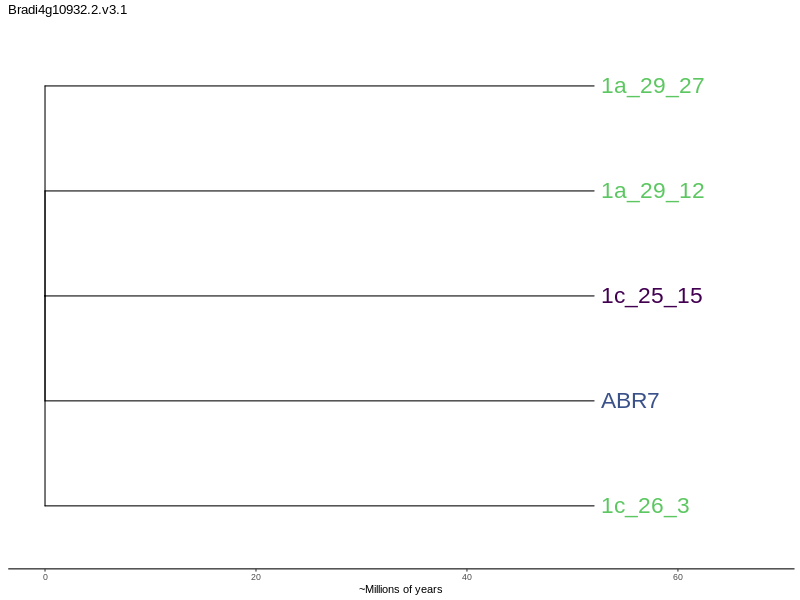 Bradi4g10932.2.v3.1
1a_29_27
1a_29_12
1c_25_15
ABR7
1c_26_3
0 20 40 60
~Millions of years